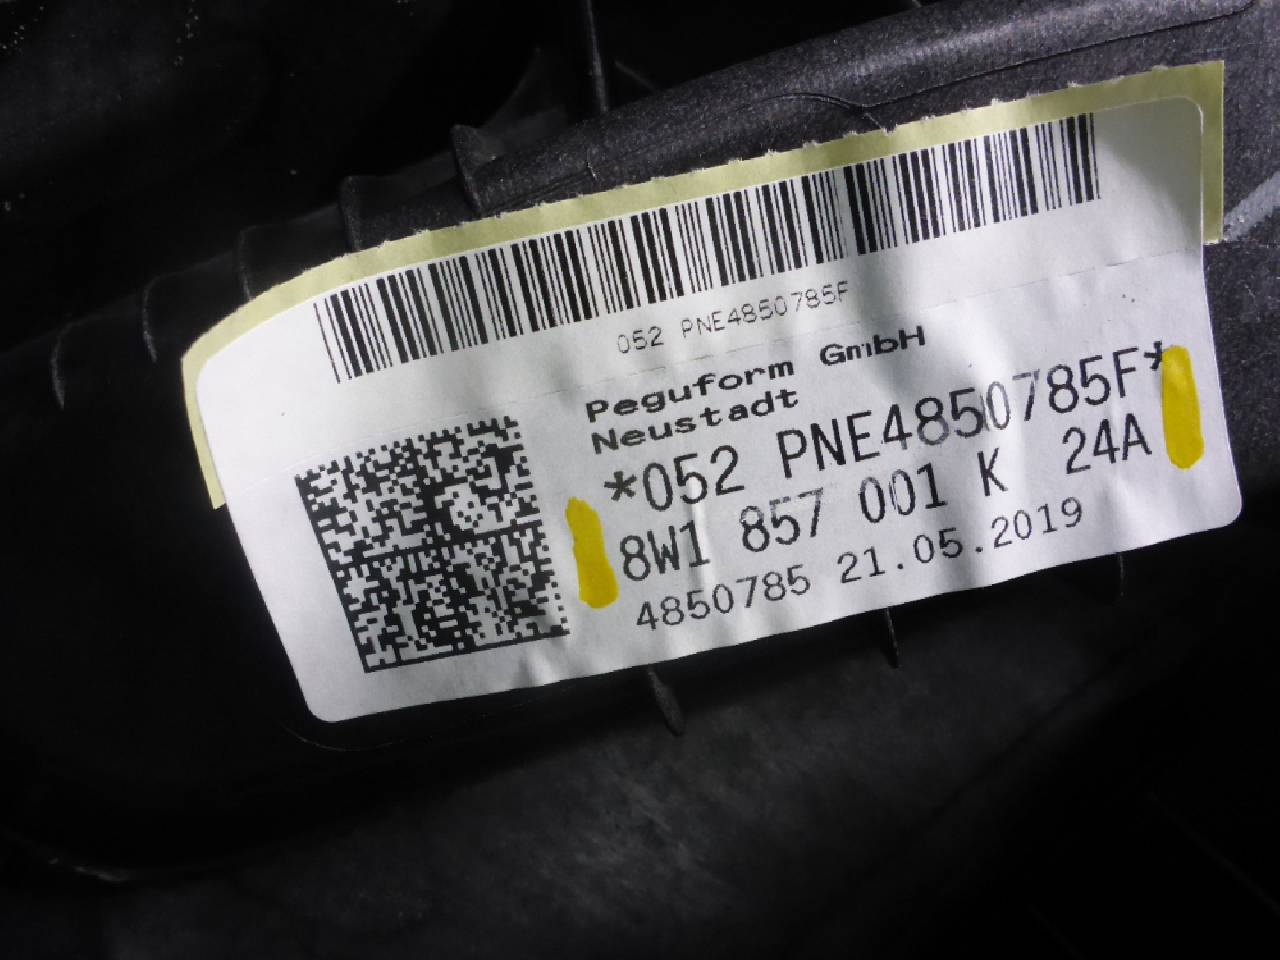 052 PNE4850785F
Peguform GmbH
Neustadt
*052 PNE4850785F*
8W1 857 001 K 24A
4850785 21.05.2019